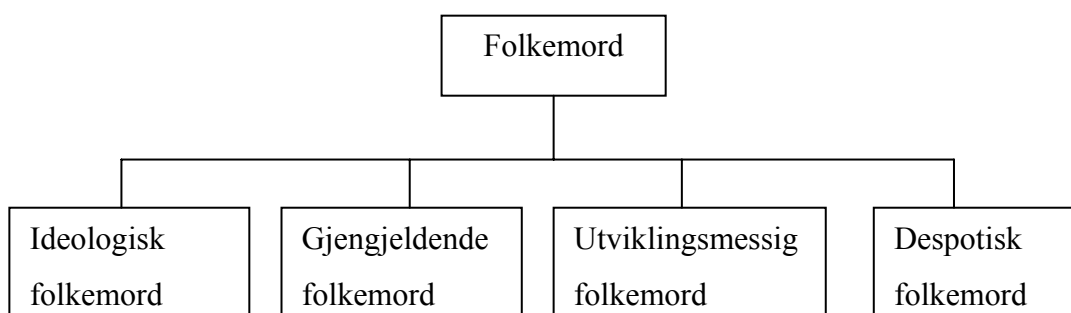 Folkemord
Ideologisk
folkemord
Gjengjeldende
folkemord
Utviklingsmessig
folkemord
Despotisk
folkemord